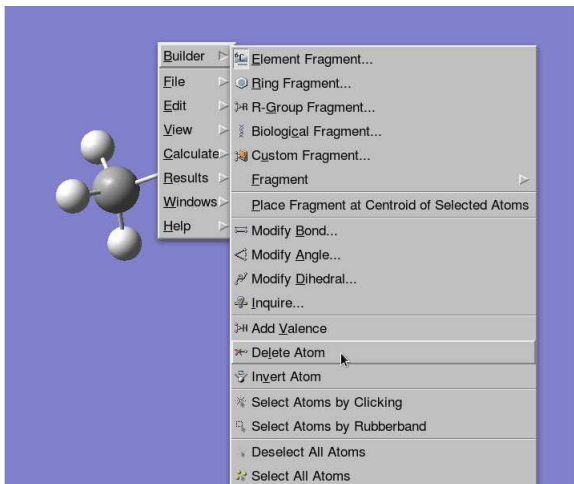 Builder
File
Edit
View
Calculate
Results
Windows
Help
Element Fragment...
Ring Fragment...
R-Group Fragment...
Biological Fragment...
Custom Fragment...
Fragment
Place Fragment at Centroid of Selected Atoms
Modify Bond...
Modify Angle...
Modify Dihedral...
Inquire...
Add Valence
Delete Atom
Invert Atom
Select Atoms by Clicking
Select Atoms by Rubberband
Deselect All Atoms
Select All Atoms